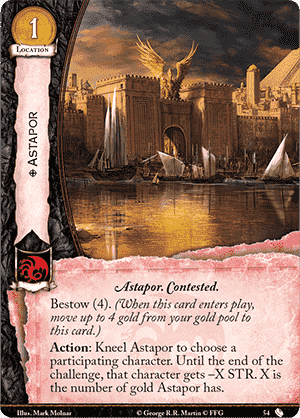 1
LOCATION
ASTAPOR
Astapor. Contested.
Bestow (4). (When this card enters play,
move up to 4 gold from your gold pool to
this card.)
Action: Kneel Astapor to choose a
participating character. Until the end of the
challenge, that character gets –X STR. X is
the number of gold Astapor has.
Illus. Mark Molnar
© George R.R. Martin © FFG
54